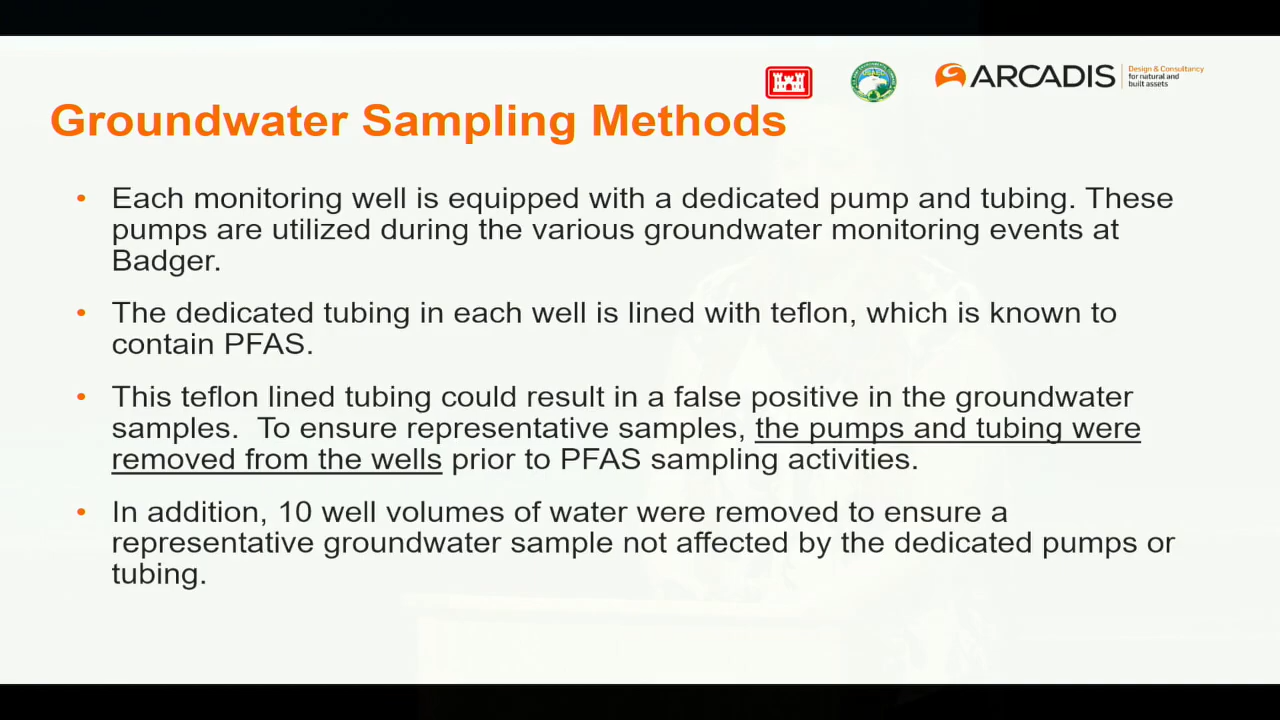 ARCADIS
Design & Consultancy
for natural and
built assets
Groundwater Sampling Methods
• Each monitoring well is equipped with a dedicated pump and tubing. These
pumps are utilized during the various groundwater monitoring events at
Badger.
• The dedicated tubing in each well is lined with teflon, which is known to
contain PFAS.
• This teflon lined tubing could result in a false positive in the groundwater
samples.  To ensure representative samples, the pumps and tubing were
removed from the wells prior to PFAS sampling activities.
• In addition, 10 well volumes of water were removed to ensure a
representative groundwater sample not affected by the dedicated pumps or
tubing.